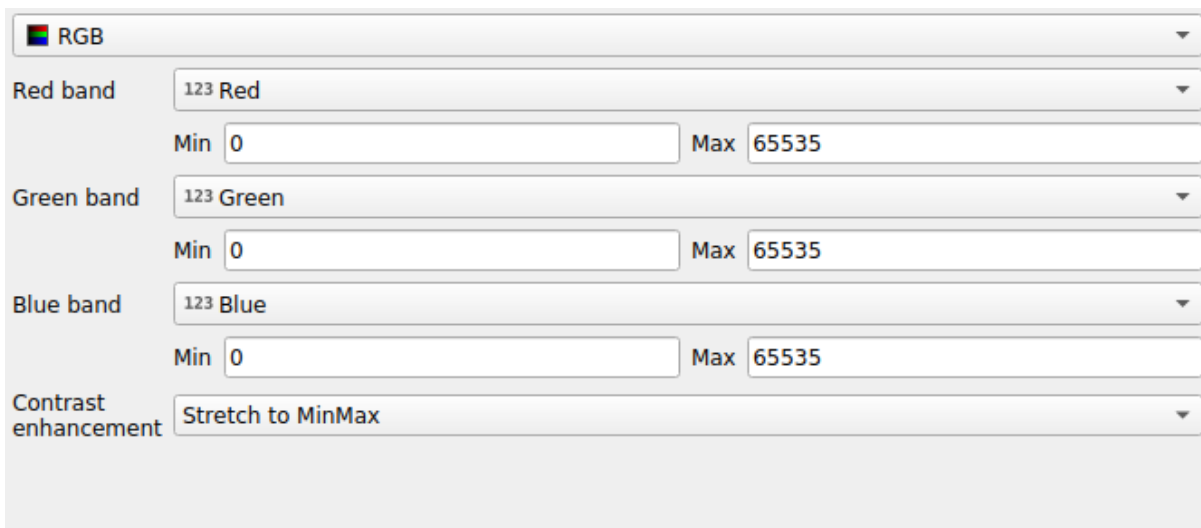 RGB
Red band 123 Red
Min 0 Max 65535
Green band 123 Green
Min 0 Max 65535
Blue band 123 Blue
Min 0 Max 65535
Contrast
enhancement Stretch to MinMax